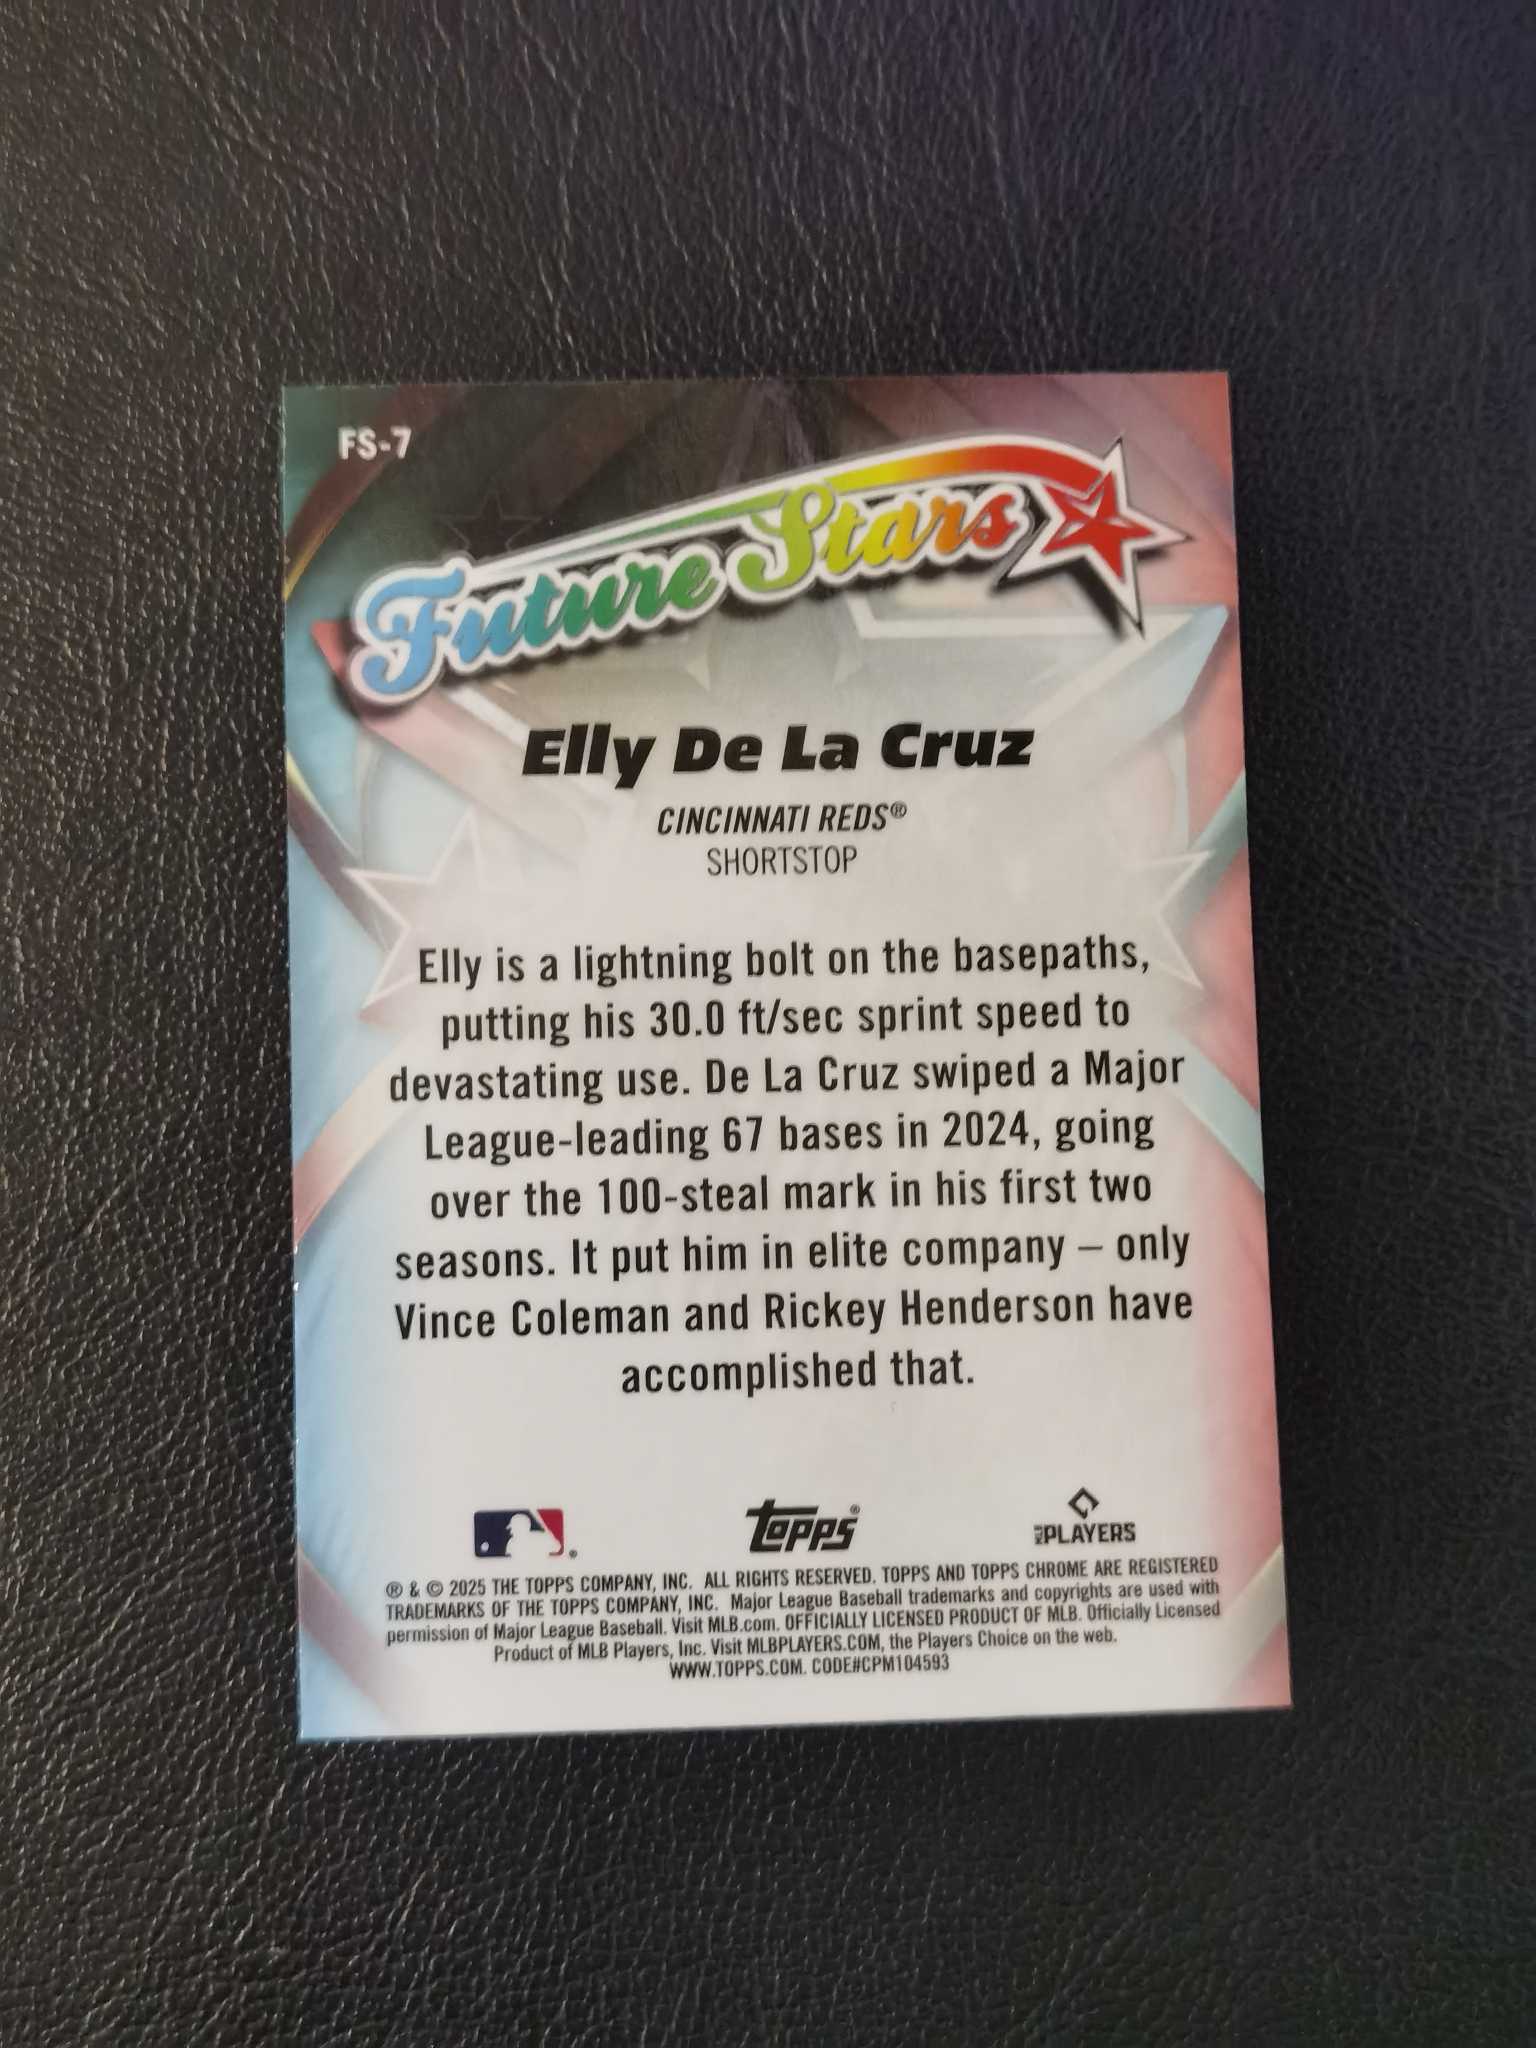 FS-7
Future Stars
Elly De La Cruz
CINCINNATI REDS®
SHORTSTOP
Elly is a lightning bolt on the basepaths,
putting his 30.0 ft/sec sprint speed to
devastating use. De La Cruz swiped a Major
League-leading 67 bases in 2024, going
over the 100-steal mark in his first two
seasons. It put him in elite company – only
Vince Coleman and Rickey Henderson have
accomplished that.
topps®
MLB PLAYERS
® & © 2025 THE TOPPS COMPANY, INC. ALL RIGHTS RESERVED. TOPPS AND TOPPS CHROME ARE REGISTERED
TRADEMARKS OF THE TOPPS COMPANY, INC. Major League Baseball trademarks and copyrights are used with
permission of Major League Baseball. Visit MLB.com. OFFICIALLY LICENSED PRODUCT OF MLB. Officially Licensed
Product of MLB Players, Inc. Visit MLBPLAYERS.COM, the Players Choice on the web.
WWW.TOPPS.COM. CODE#CPM104593